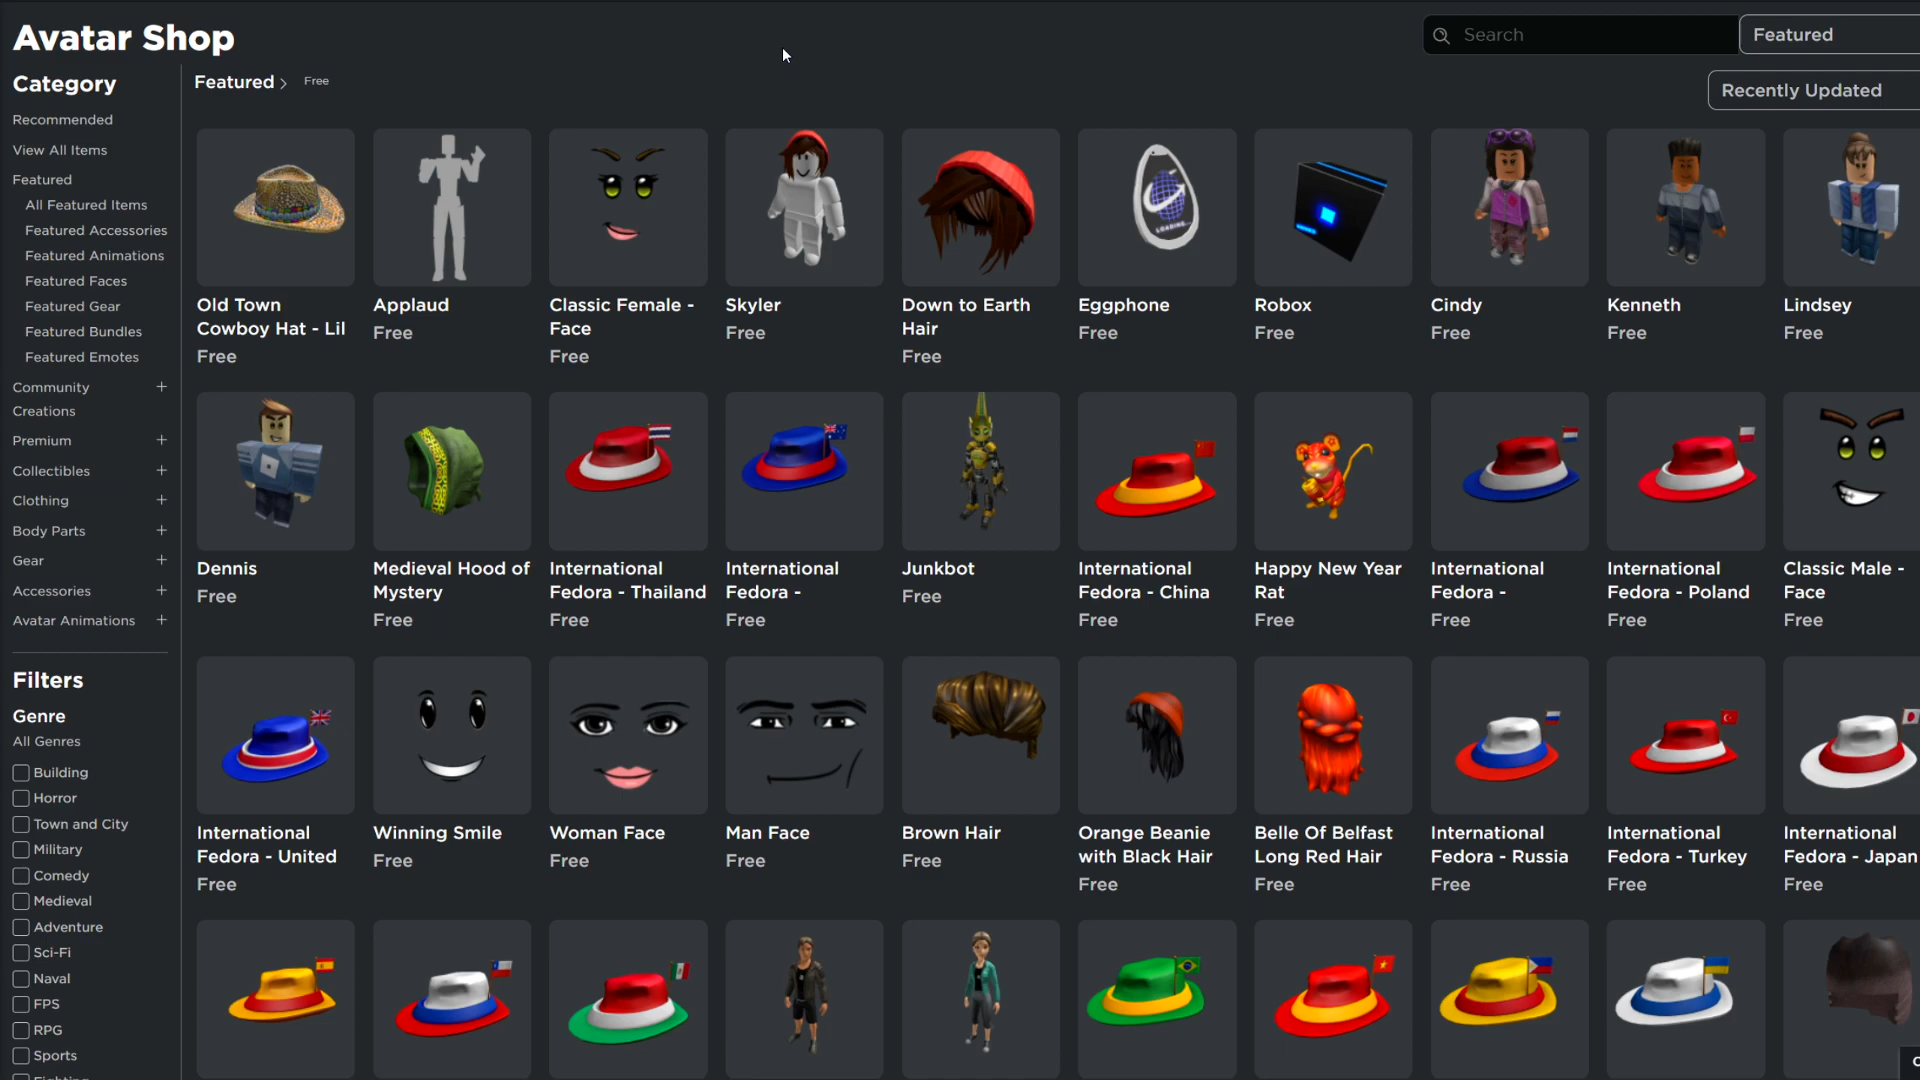 Avatar Shop
Search
Featured
Category
Featured >
Free
Recently Updated
Recommended
View All Items
Featured
All Featured Items
Featured Accessories
Featured Animations
Featured Faces
Featured Gear
Featured Bundles
Featured Emotes
Community +
Creations
Premium +
Collectibles +
Clothing +
Body Parts +
Gear +
Accessories +
Avatar Animations +
Filters
Genre
All Genres
Building
Horror
Town and City
Military
Comedy
Medieval
Adventure
Sci-Fi
Naval
FPS
RPG
Sports
LOADING
Old Town
Cowboy Hat - Lil
Free
Applaud
Free
Classic Female -
Face
Free
Skyler
Free
Down to Earth
Hair
Free
Eggphone
Free
Robox
Free
Cindy
Free
Kenneth
Free
Lindsey
Free
Dennis
Free
Medieval Hood of
Mystery
Free
International
Fedora - Thailand
Free
International
Fedora -
Free
Junkbot
Free
International
Fedora - China
Free
Happy New Year
Rat
Free
International
Fedora -
Free
International
Fedora - Poland
Free
Classic Male -
Face
Free
International
Fedora - United
Free
Winning Smile
Free
Woman Face
Free
Man Face
Free
Brown Hair
Free
Orange Beanie
with Black Hair
Free
Belle Of Belfast
Long Red Hair
Free
International
Fedora - Russia
Free
International
Fedora - Turkey
Free
International
Fedora - Japan
Free